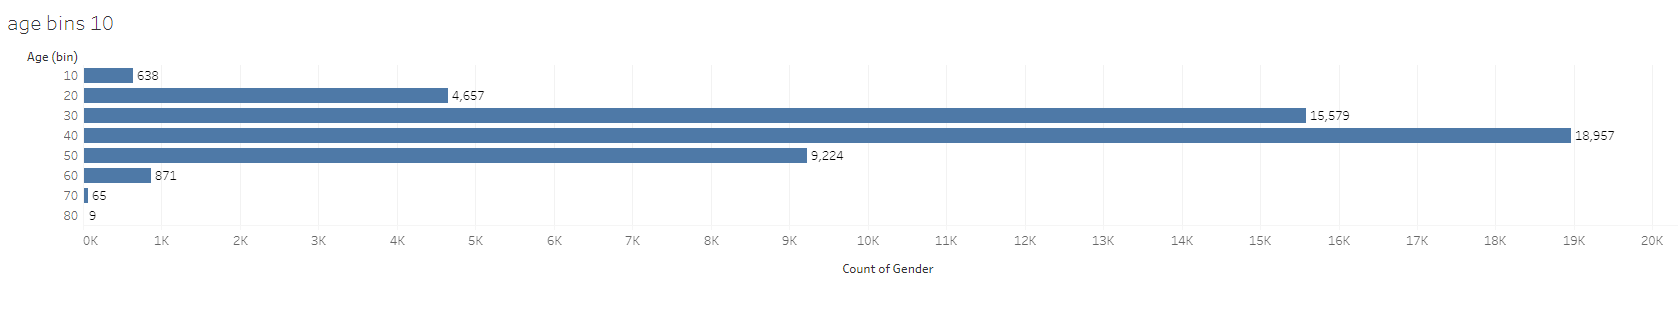 age bins 10
Age (bin)
10 638
20 4,657
30 15,579
40 18,957
50 9,224
60 871
70 65
80 9
0K 1K 2K 3K 4K 5K 6K 7K 8K 9K 10K 11K 12K 13K 14K 15K 16K 17K 18K 19K 20K
Count of Gender